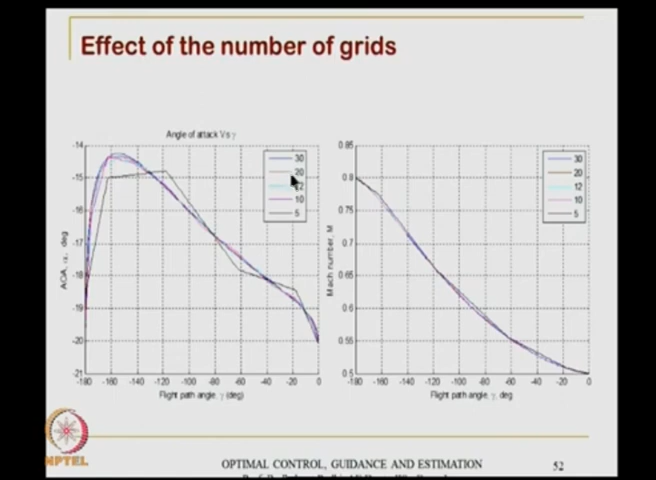 Effect of the number of grids
Angle of attack Vs γ
-14
-15
-16
-17
-18
-19
-20
-21
-180 -160 -140 -120 -100 -80 -60 -40 -20 0
AOA, α, deg
Flight path angle, γ (deg)
30
20
12
10
5
0.85
0.8
0.75
0.7
0.65
0.6
0.55
0.5
-180 -160 -140 -120 -100 -80 -60 -40 -20 0
Mach number, M
Flight path angle, γ, deg
30
20
12
10
5
NPTEL
OPTIMAL CONTROL, GUIDANCE AND ESTIMATION
52